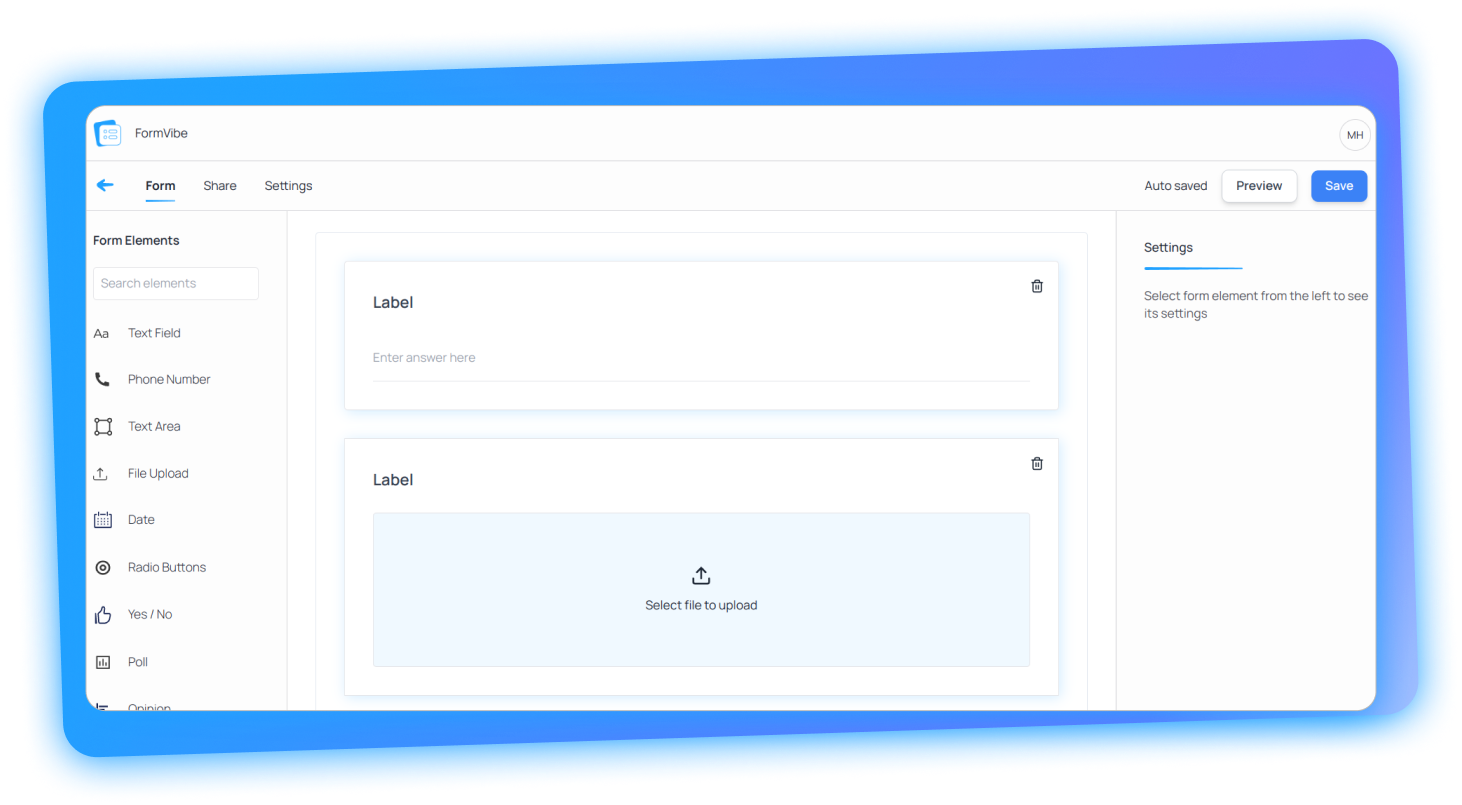 FormVibe
MH
Form
Share
Settings
Auto saved
Preview
Save
Form Elements
Search elements
Aa
Text Field
Phone Number
Text Area
File Upload
Date
Radio Buttons
Yes / No
Poll
Opinion
Label
Enter answer here
Label
Select file to upload
Settings
Select form element from the left to see
its settings